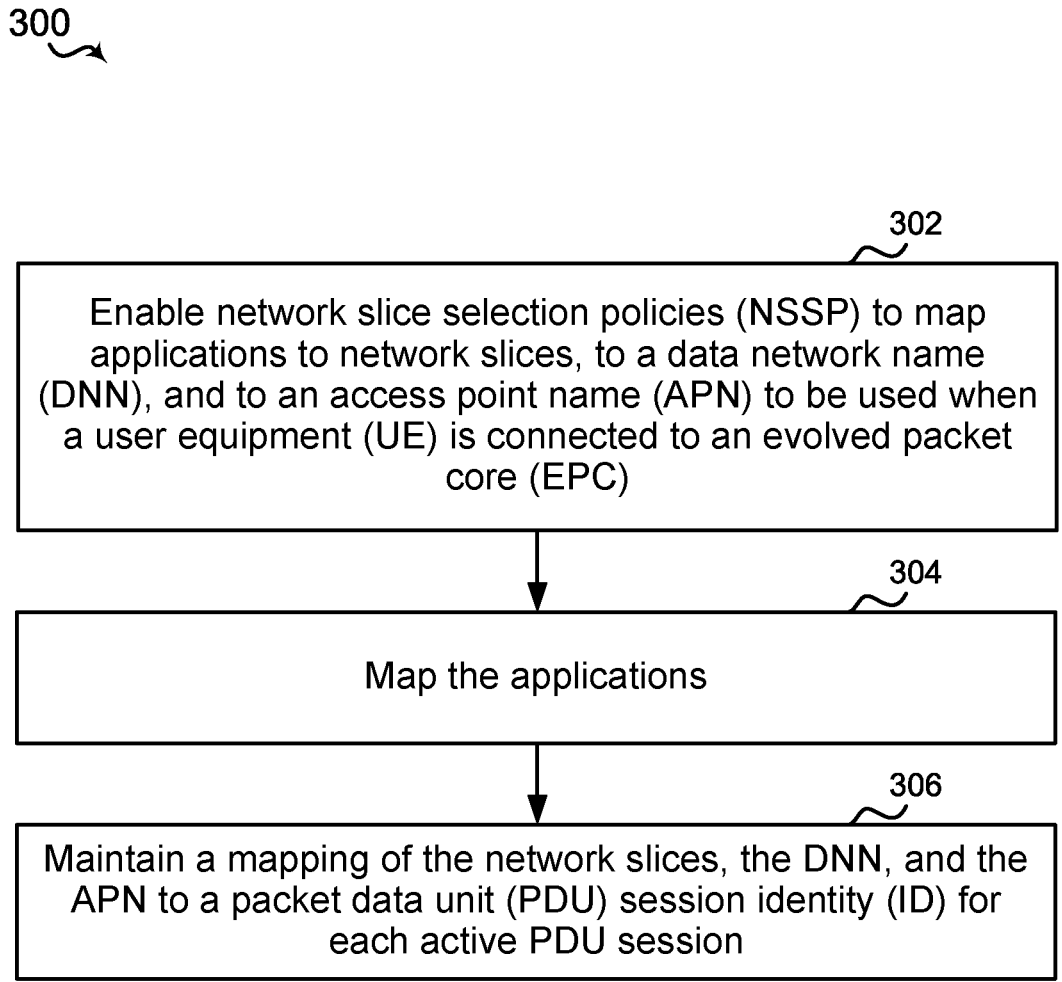 300
302
Enable network slice selection policies (NSSP) to map
applications to network slices, to a data network name
(DNN), and to an access point name (APN) to be used when
a user equipment (UE) is connected to an evolved packet
core (EPC)
304
Map the applications
306
Maintain a mapping of the network slices, the DNN, and the
APN to a packet data unit (PDU) session identity (ID) for
each active PDU session